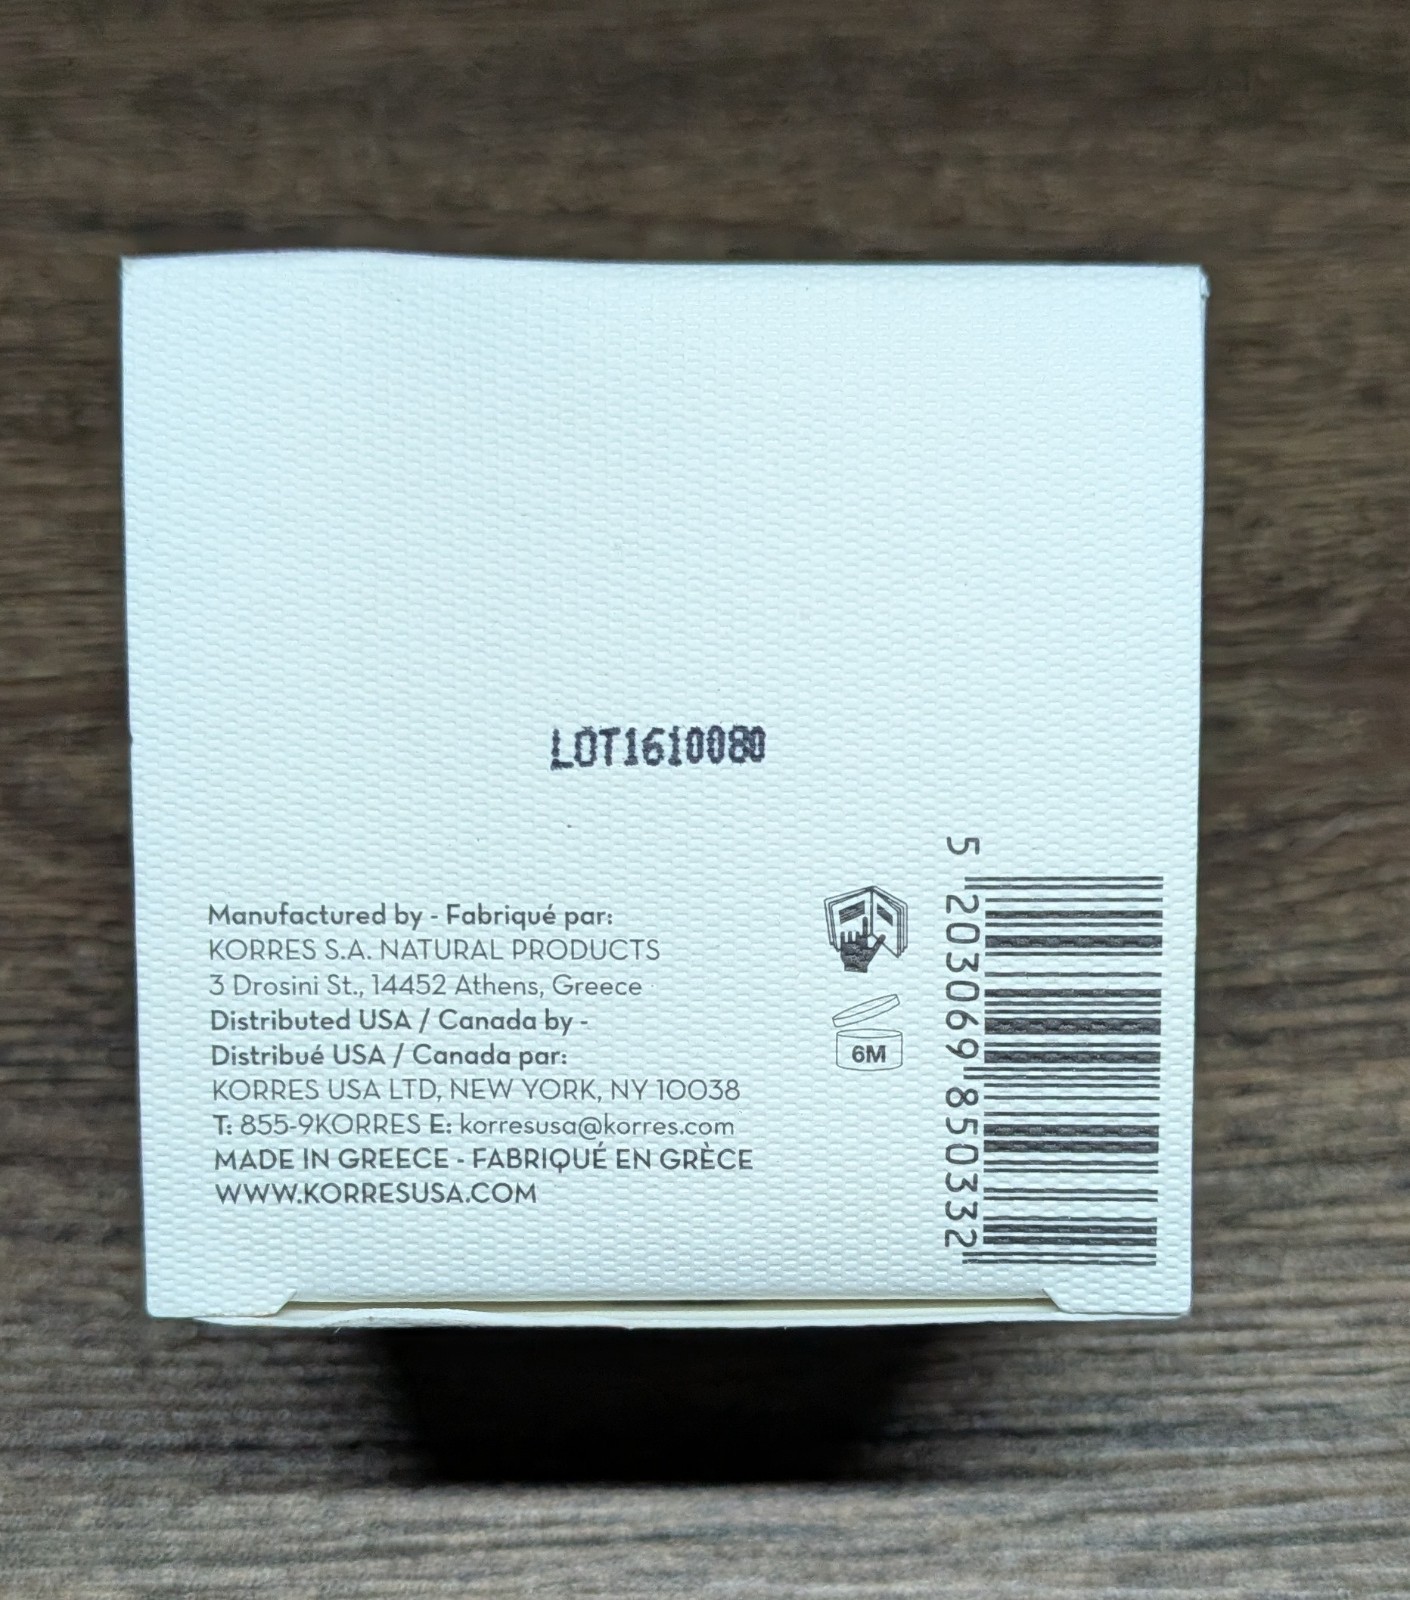 LOT1610080
Manufactured by - Fabriqué par:
KORRES S.A. NATURAL PRODUCTS
3 Drosini St., 14452 Athens, Greece
Distributed USA / Canada by -
Distribué USA / Canada par:
KORRES USA LTD, NEW YORK, NY 10038
T: 855-9KORRES E: korresusa@korres.com
MADE IN GREECE - FABRIQUÉ EN GRÈCE
WWW.KORRESUSA.COM
6M
5 203069 850332